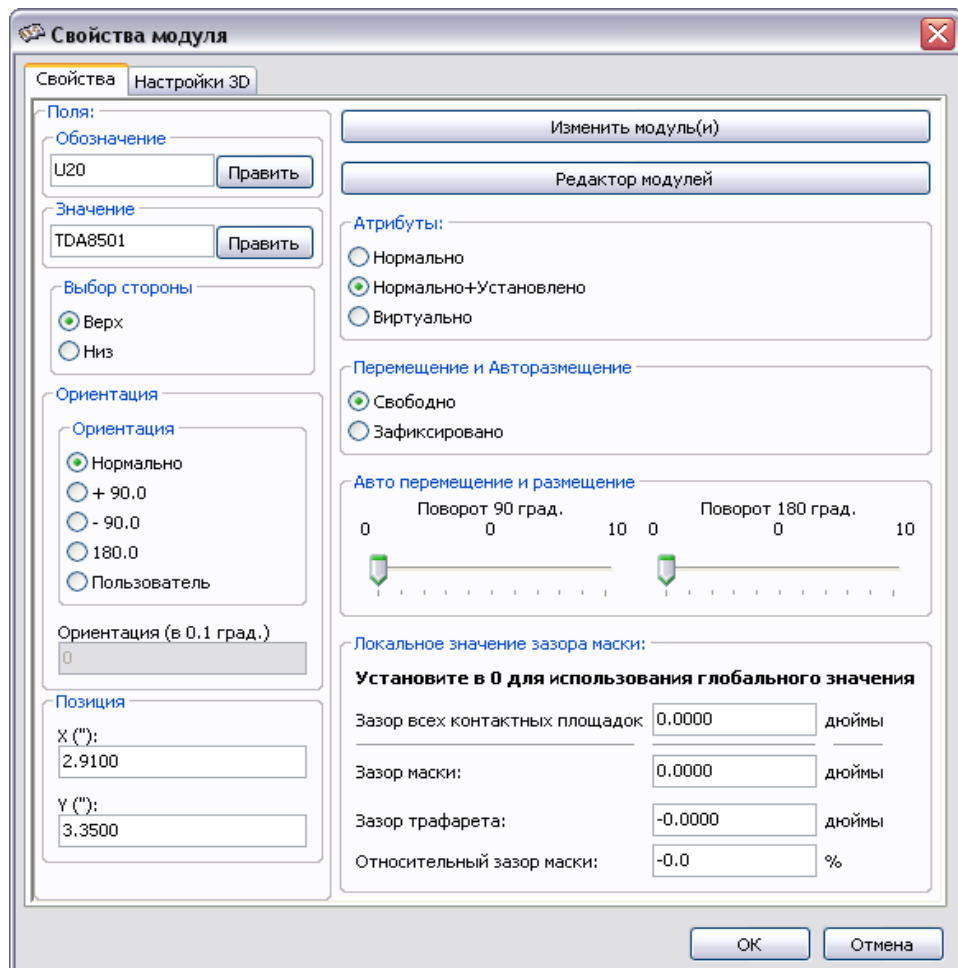 Свойства модуля
Свойства
Настройки 3D
Поля:
Обозначение
U20
Править
Значение
TDA8501
Править
Выбор стороны
Верх
Низ
Ориентация
Ориентация
Нормально
+ 90.0
- 90.0
180.0
Пользователь
Ориентация (в 0.1 град.)
0
Позиция
X ("):
2.9100
Y ("):
3.3500
Изменить модуль(и)
Редактор модулей
Атрибуты:
Нормально
Нормально+Установлено
Виртуально
Перемещение и Авторазмещение
Свободно
Зафиксировано
Авто перемещение и размещение
Поворот 90 град.
0 0 10
Поворот 180 град.
0 0 10
Локальное значение зазора маски:
Установите в 0 для использования глобального значения
Зазор всех контактных площадок 0.0000 дюймы
Зазор маски: 0.0000 дюймы
Зазор трафарета: -0.0000 дюймы
Относительный зазор маски: -0.0 %
OK
Отмена